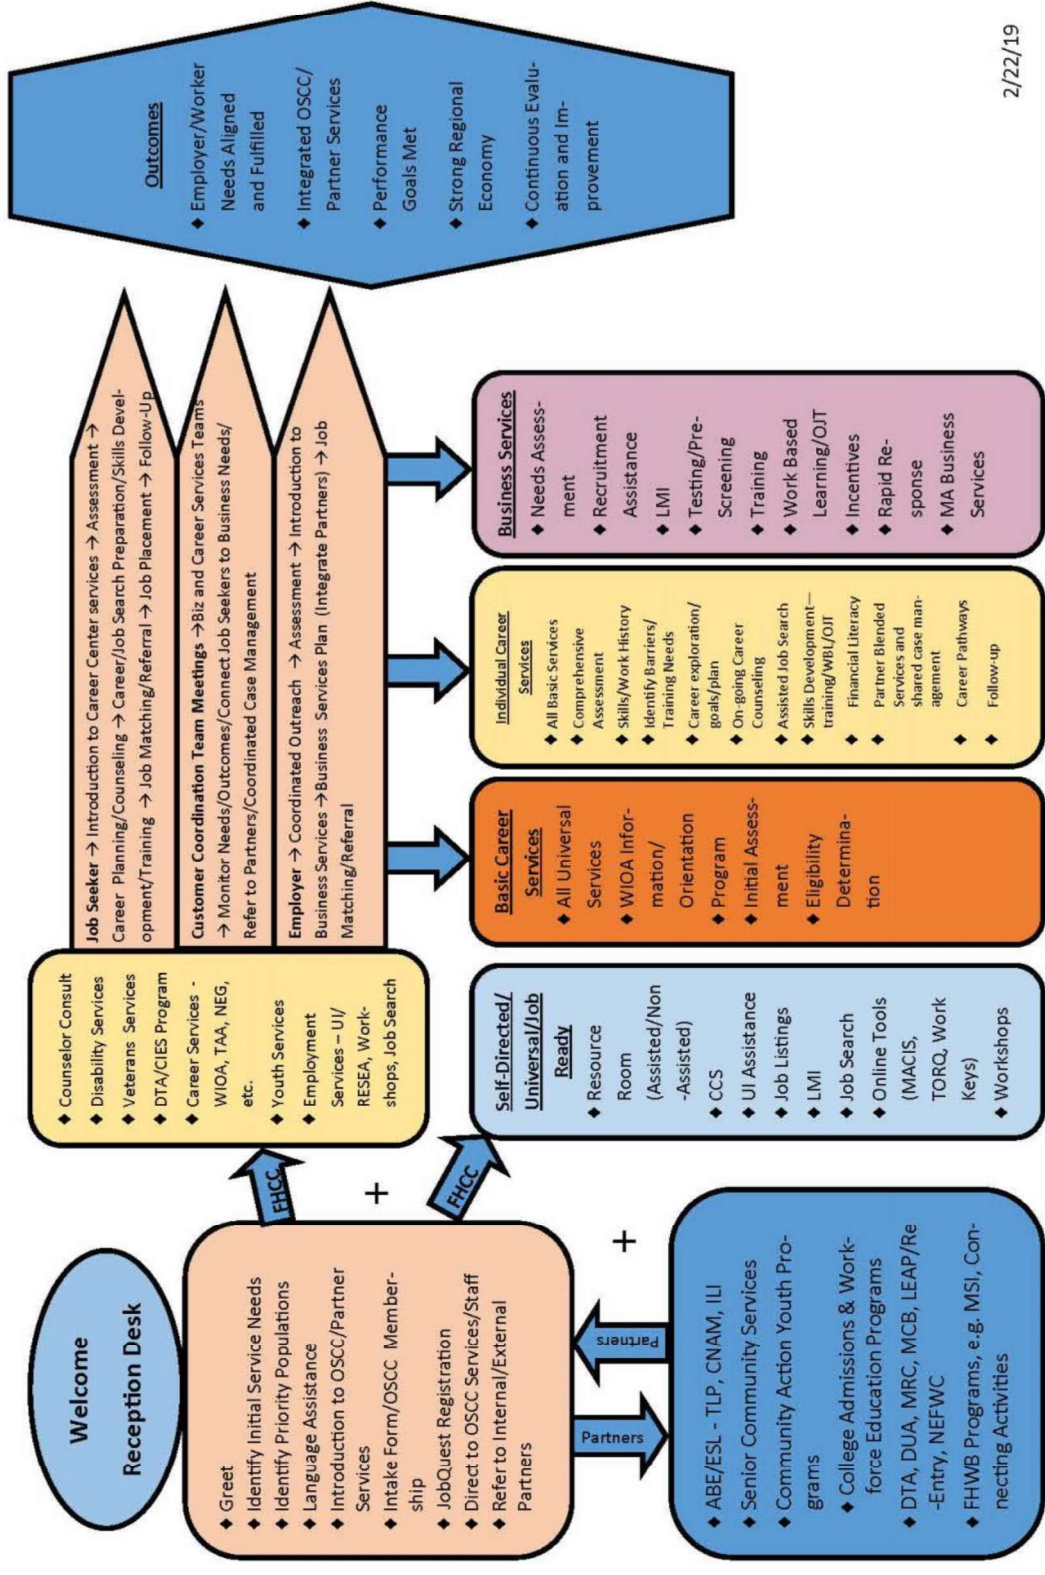 Welcome
Reception Desk
◆ Greet
◆ Identify Initial Service Needs
◆ Identify Priority Populations
◆ Language Assistance
◆ Introduction to OSCC/Partner
Services
◆ Intake Form/OSCC Member-
ship
◆ JobQuest Registration
◆ Direct to OSCC Services/Staff
◆ Refer to Internal/External
Partners
FHCC
+
FHCC
Partners
Partners
+
◆ ABE/ESL - TLP, CNAM, ILI
◆ Senior Community Services
◆ Community Action Youth Pro-
grams
◆ College Admissions & Work-
force Education Programs
◆ DTA, DUA, MRC, MCB, LEAP/Re
-Entry, NEFWC
◆ FHWB Programs, e.g. MSI, Con-
necting Activities
◆ Counselor Consult
◆ Disability Services
◆ Veterans Services
◆ DTA/CIES Program
◆ Career Services -
WIOA, TAA, NEG,
etc.
◆ Youth Services
◆ Employment
Services – UI/
RESEA, Work-
shops, Job Search
Job Seeker → Introduction to Career Center services → Assessment →
Career Planning/Counseling → Career/Job Search Preparation/Skills Devel-
opment/Training → Job Matching/Referral → Job Placement → Follow-Up
Customer Coordination Team Meetings →Biz and Career Services Teams
→ Monitor Needs/Outcomes/Connect Job Seekers to Business Needs/
Refer to Partners/Coordinated Case Management
Employer → Coordinated Outreach → Assessment → Introduction to
Business Services →Business Services Plan (Integrate Partners) → Job
Matching/Referral
Self-Directed/
Universal/Job
Ready
◆ Resource
Room
(Assisted/Non
-Assisted)
◆ CCS
◆ UI Assistance
◆ Job Listings
◆ LMI
◆ Job Search
◆ Online Tools
(MACIS,
TORQ, Work
Keys)
◆ Workshops
Basic Career
Services
◆ All Universal
Services
◆ WIOA Infor-
mation/
Orientation
◆ Program
◆ Initial Assess-
ment
◆ Eligibility
Determina-
tion
Individual Career
Services
◆ All Basic Services
◆ Comprehensive
Assessment
◆ Skills/Work History
◆ Identify Barriers/
Training Needs
◆ Career exploration/
goals/plan
◆ On-going Career
Counseling
◆ Assisted Job Search
◆ Skills Development—
training/WBL/OJT
◆ Financial Literacy
◆ Partner Blended
Services and
shared case man-
agement
◆ Career Pathways
◆ Follow-up
Business Services
◆ Needs Assess-
ment
◆ Recruitment
Assistance
◆ LMI
◆ Testing/Pre-
Screening
◆ Training
◆ Work Based
Learning/OJT
◆ Incentives
◆ Rapid Re-
sponse
◆ MA Business
Services
Outcomes
◆ Employer/Worker
Needs Aligned
and Fulfilled
◆ Integrated OSCC/
Partner Services
◆ Performance
Goals Met
◆ Strong Regional
Economy
◆ Continuous Evalu-
ation and Im-
provement
2/22/19